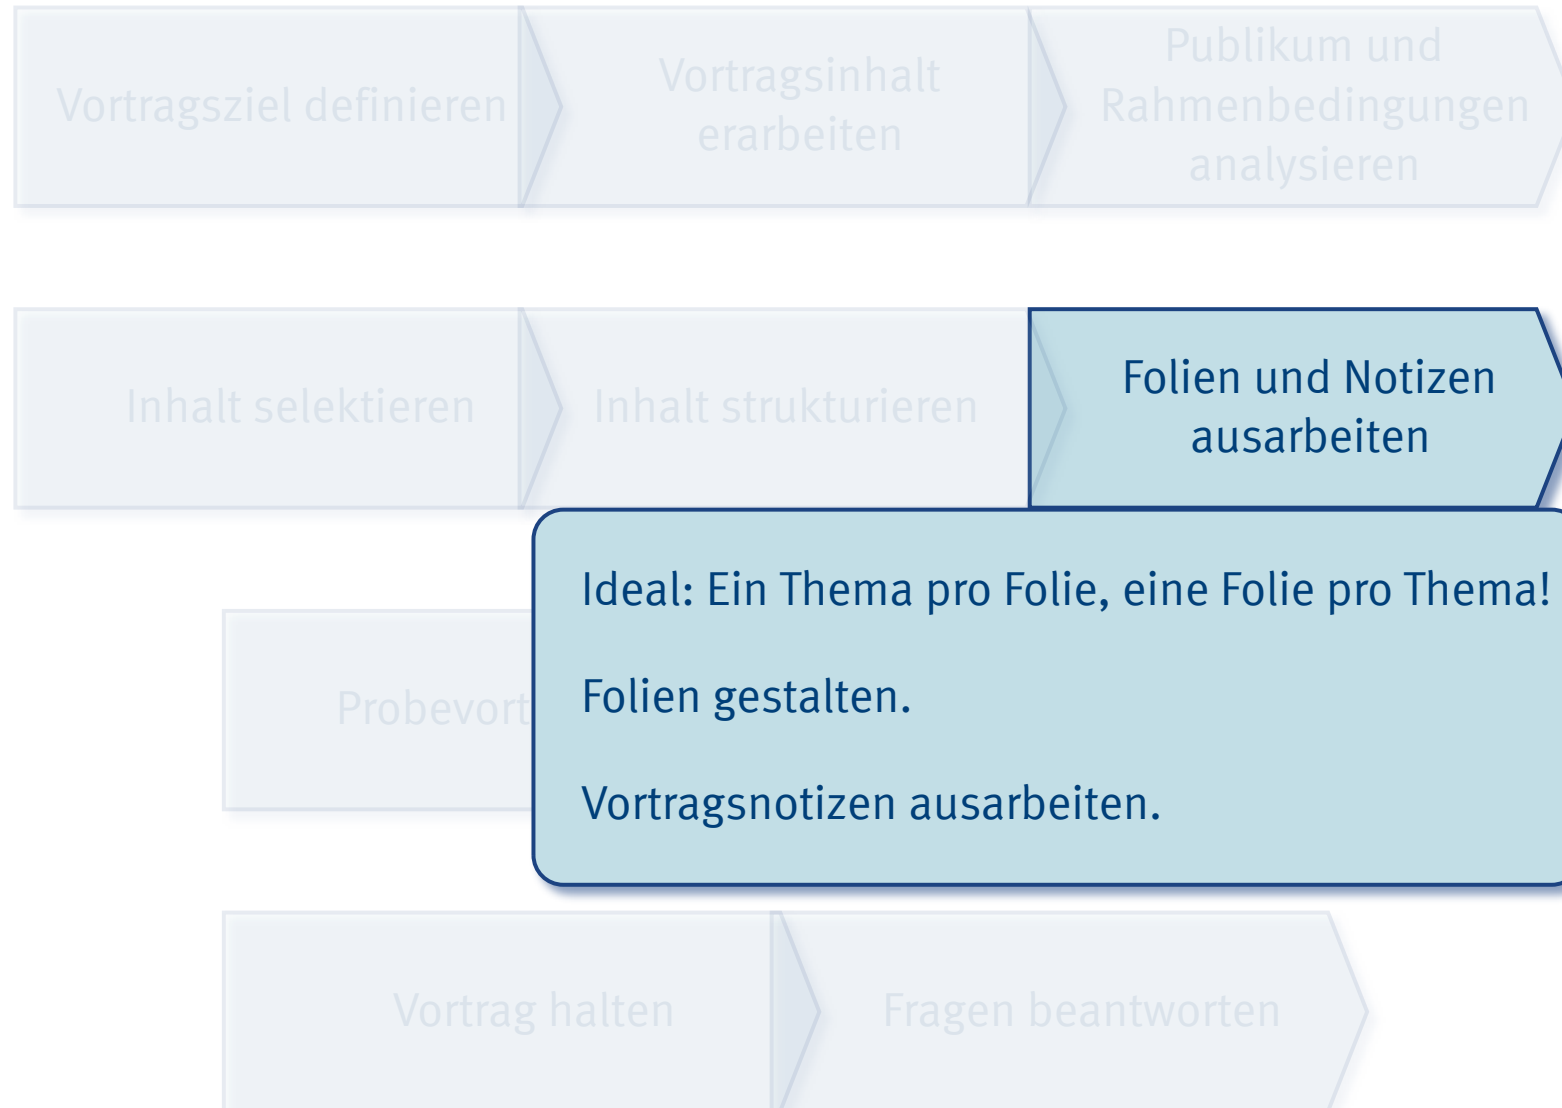 Vortragsziel definieren
Vortragsinhalt
erarbeiten
Publikum und
Rahmenbedingungen
analysieren
Inhalt selektieren
Inhalt strukturieren
Folien und Notizen
ausarbeiten
Ideal: Ein Thema pro Folie, eine Folie pro Thema!
Folien gestalten.
Vortragsnotizen ausarbeiten.
Probevort
Vortrag halten
Fragen beantworten